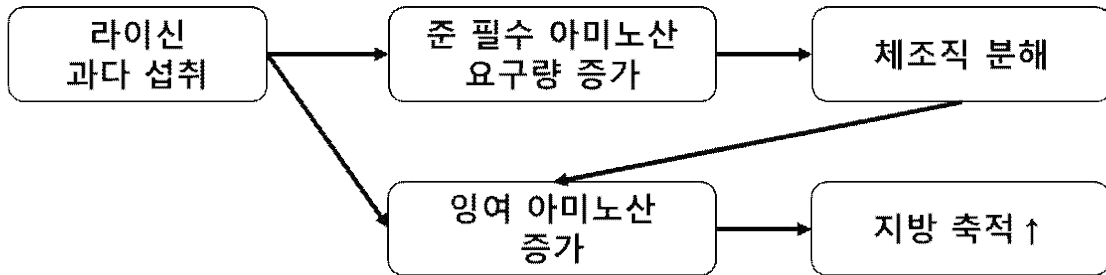 라이신
과다 섭취
준 필수 아미노산
요구량 증가
체조직 분해
잉여 아미노산
증가
지방 축적↑